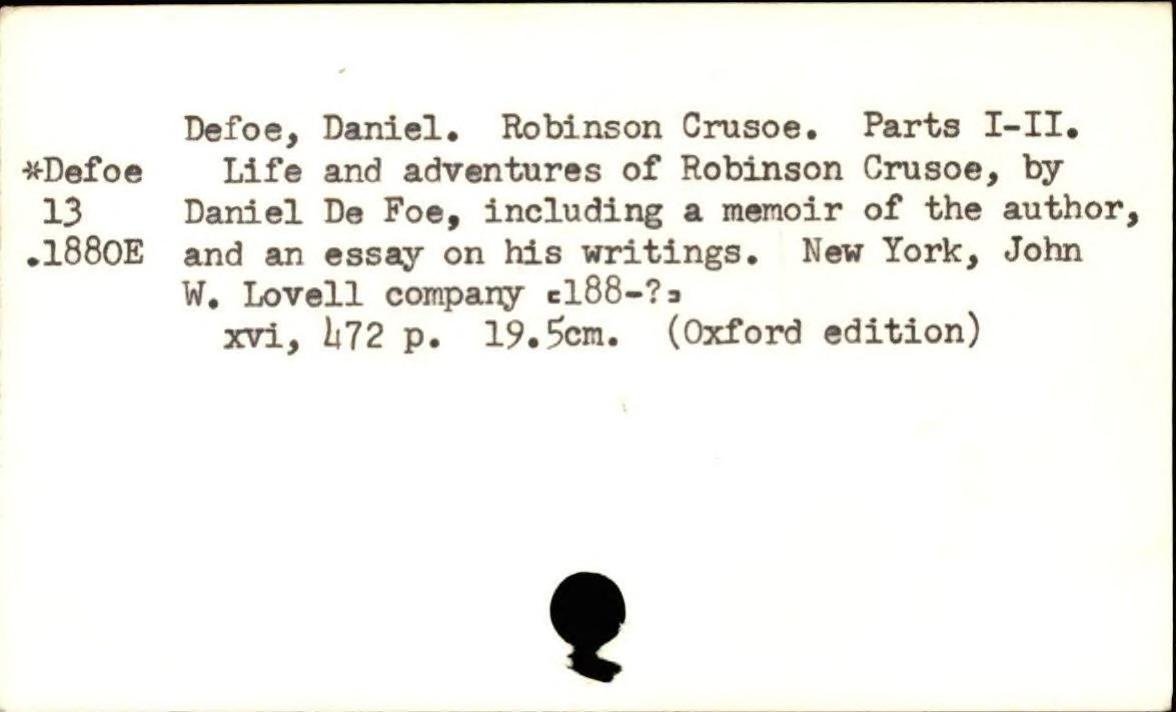 Defoe, Daniel. Robinson Crusoe. Parts I-II.
*Defoe Life and adventures of Robinson Crusoe, by
13 Daniel De Foe, including a memoir of the author,
.1880E and an essay on his writings. New York, John
W. Lovell company [188-?]
xvi, 472 p. 19.5cm. (Oxford edition)